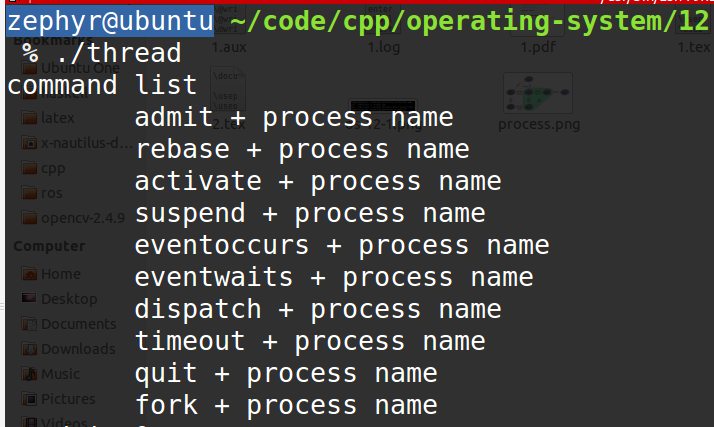 zephyr@ubuntu ~/code/cpp/operating-system/12
% ./thread
command list
admit + process name
rebase + process name
activate + process name
suspend + process name
eventoccurs + process name
eventwaits + process name
dispatch + process name
timeout + process name
quit + process name
fork + process name
Bookmarks
Ubuntu One
latex
x-nautilus-d...
cpp
ros
opencv-2.4.9
Computer
Home
Desktop
Documents
Downloads
Music
Pictures
Videos
1.aux
1.log
1.pdf
1.tex
2.tex
process.png